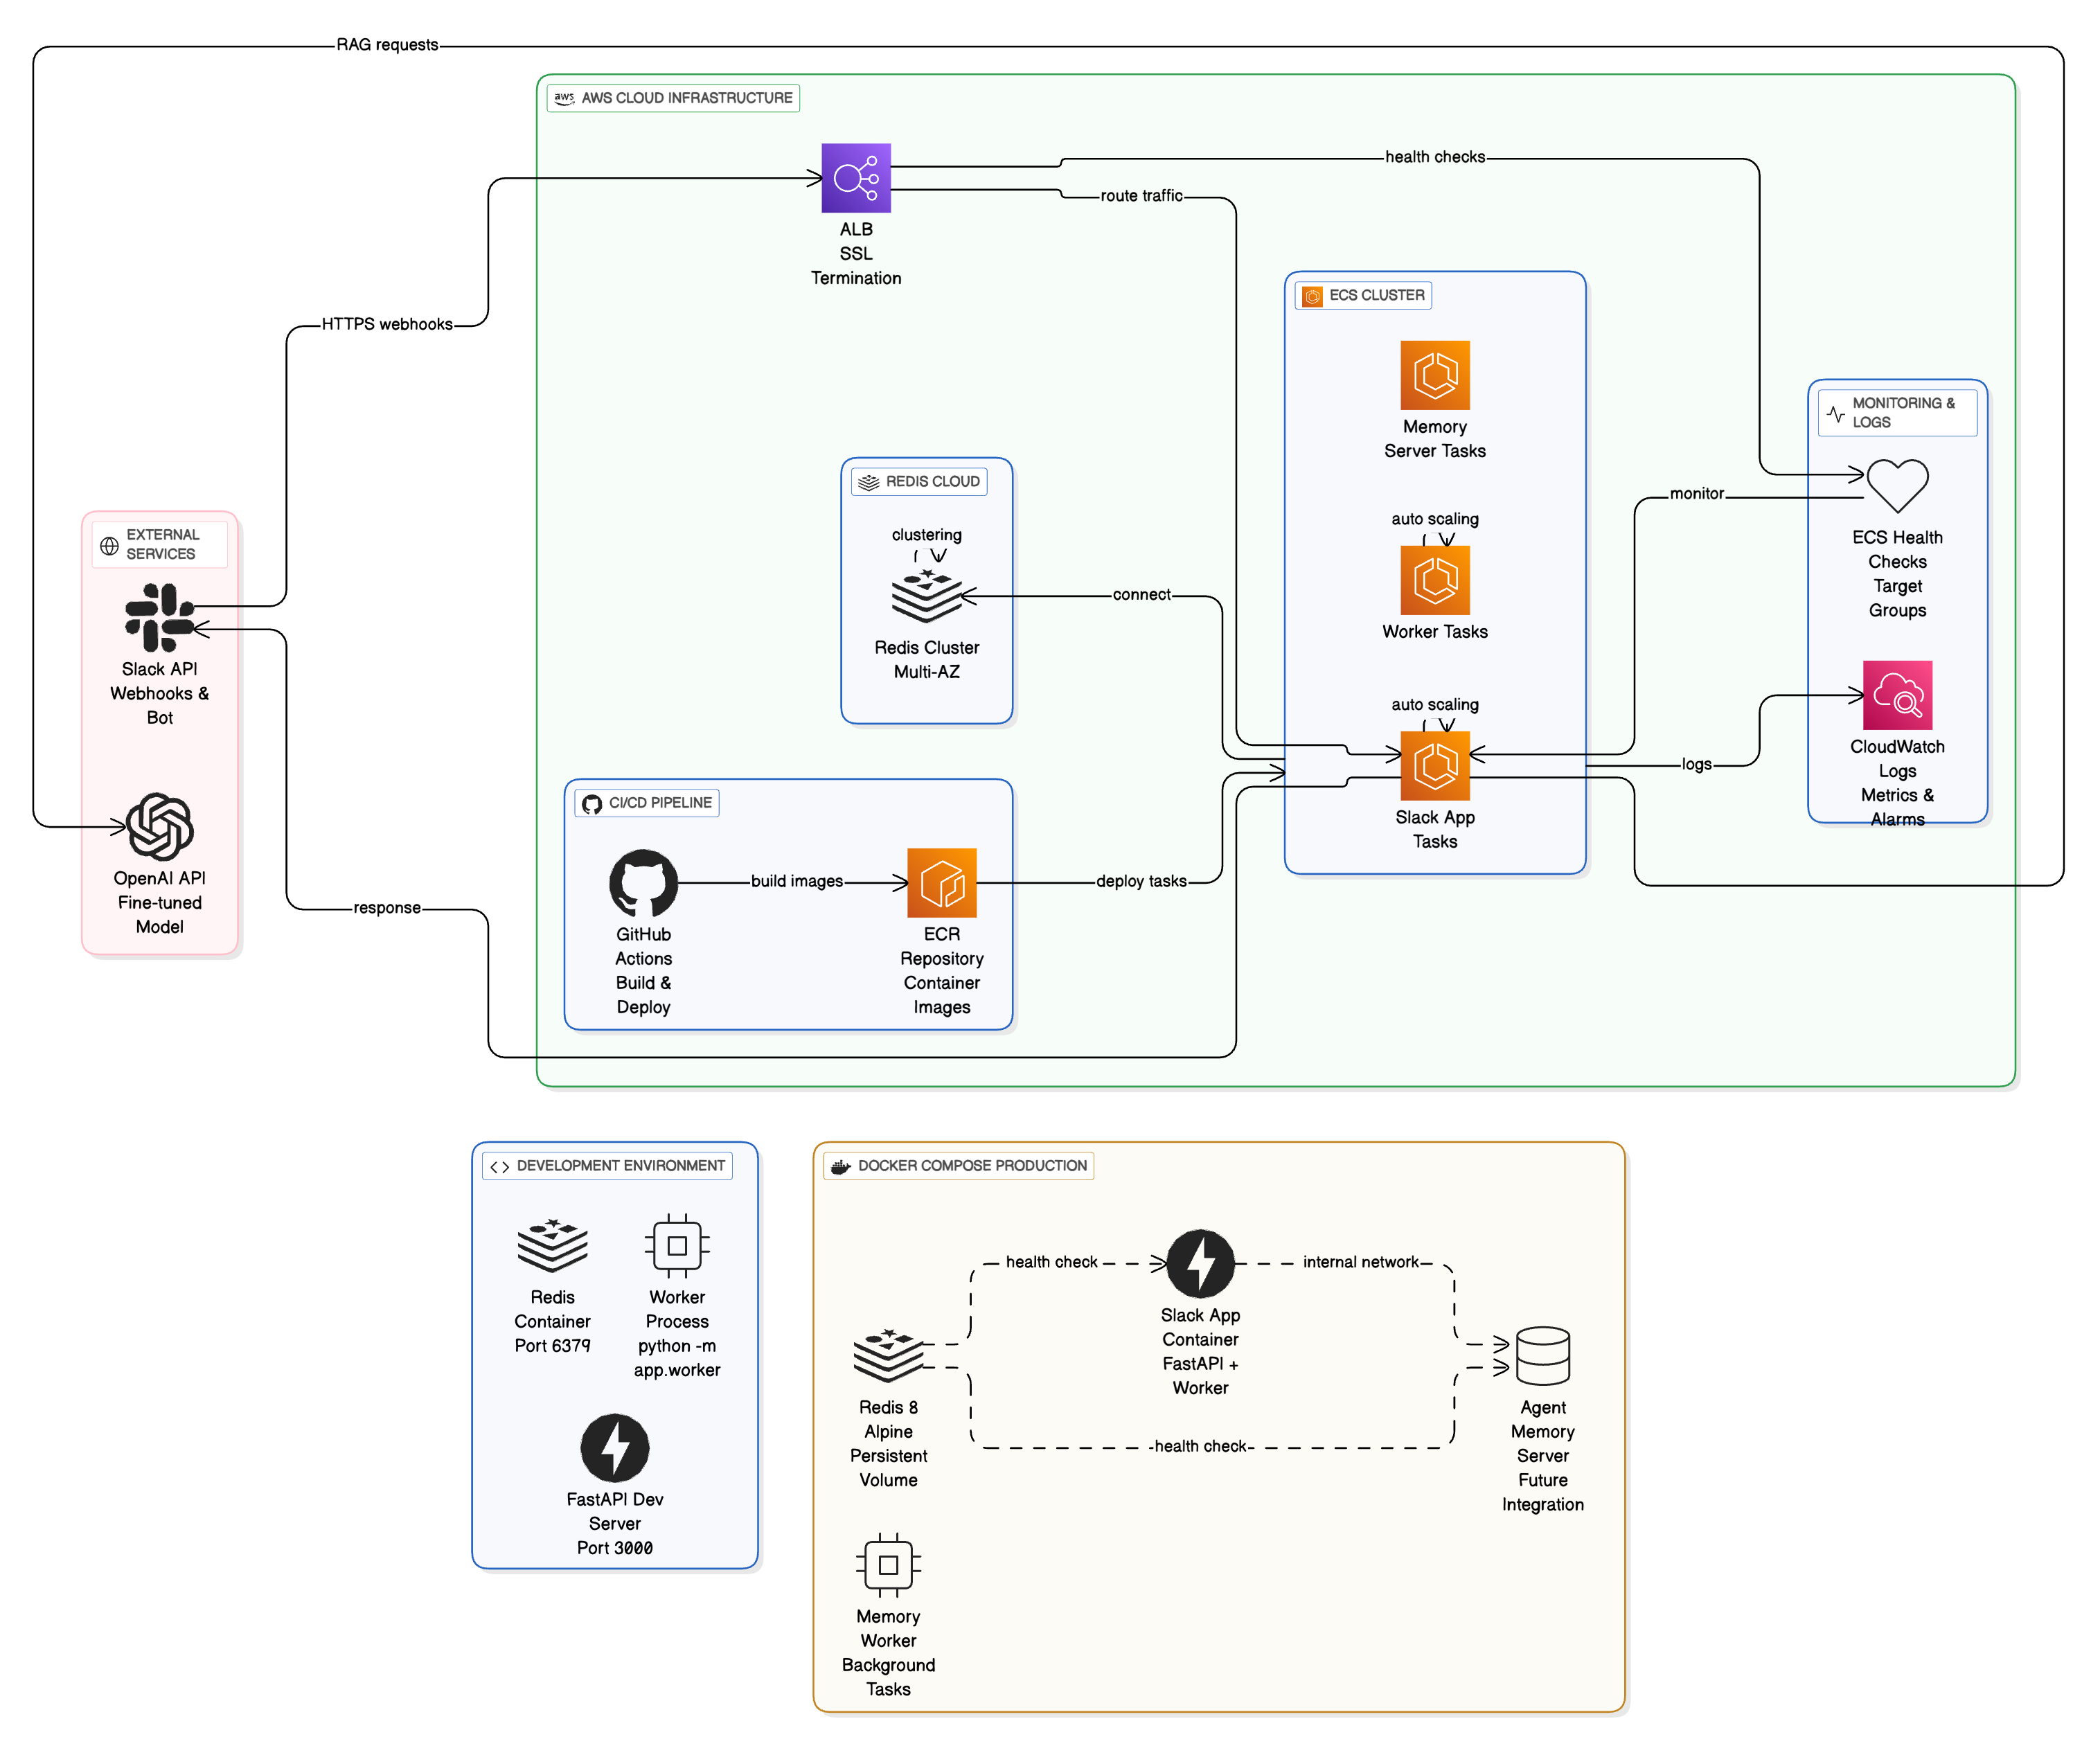 RAG requests
aws AWS CLOUD INFRASTRUCTURE
health checks
route traffic
ALB
SSL
Termination
HTTPS webhooks
ECS CLUSTER
Memory
Server Tasks
auto scaling
Worker Tasks
auto scaling
Slack App
Tasks
MONITORING &
LOGS
monitor
ECS Health
Checks
Target
Groups
logs
CloudWatch
Logs
Metrics &
Alarms
REDIS CLOUD
clustering
Redis Cluster
Multi-AZ
connect
EXTERNAL
SERVICES
Slack API
Webhooks &
Bot
OpenAI API
Fine-tuned
Model
response
CI/CD PIPELINE
GitHub
Actions
Build &
Deploy
build images
ECR
Repository
Container
Images
deploy tasks
DEVELOPMENT ENVIRONMENT
Redis
Container
Port 6379
Worker
Process
python -m
app.worker
FastAPI Dev
Server
Port 3000
DOCKER COMPOSE PRODUCTION
health check
internal network
Slack App
Container
FastAPI +
Worker
Redis 8
Alpine
Persistent
Volume
health check
Agent
Memory
Server
Future
Integration
Memory
Worker
Background
Tasks